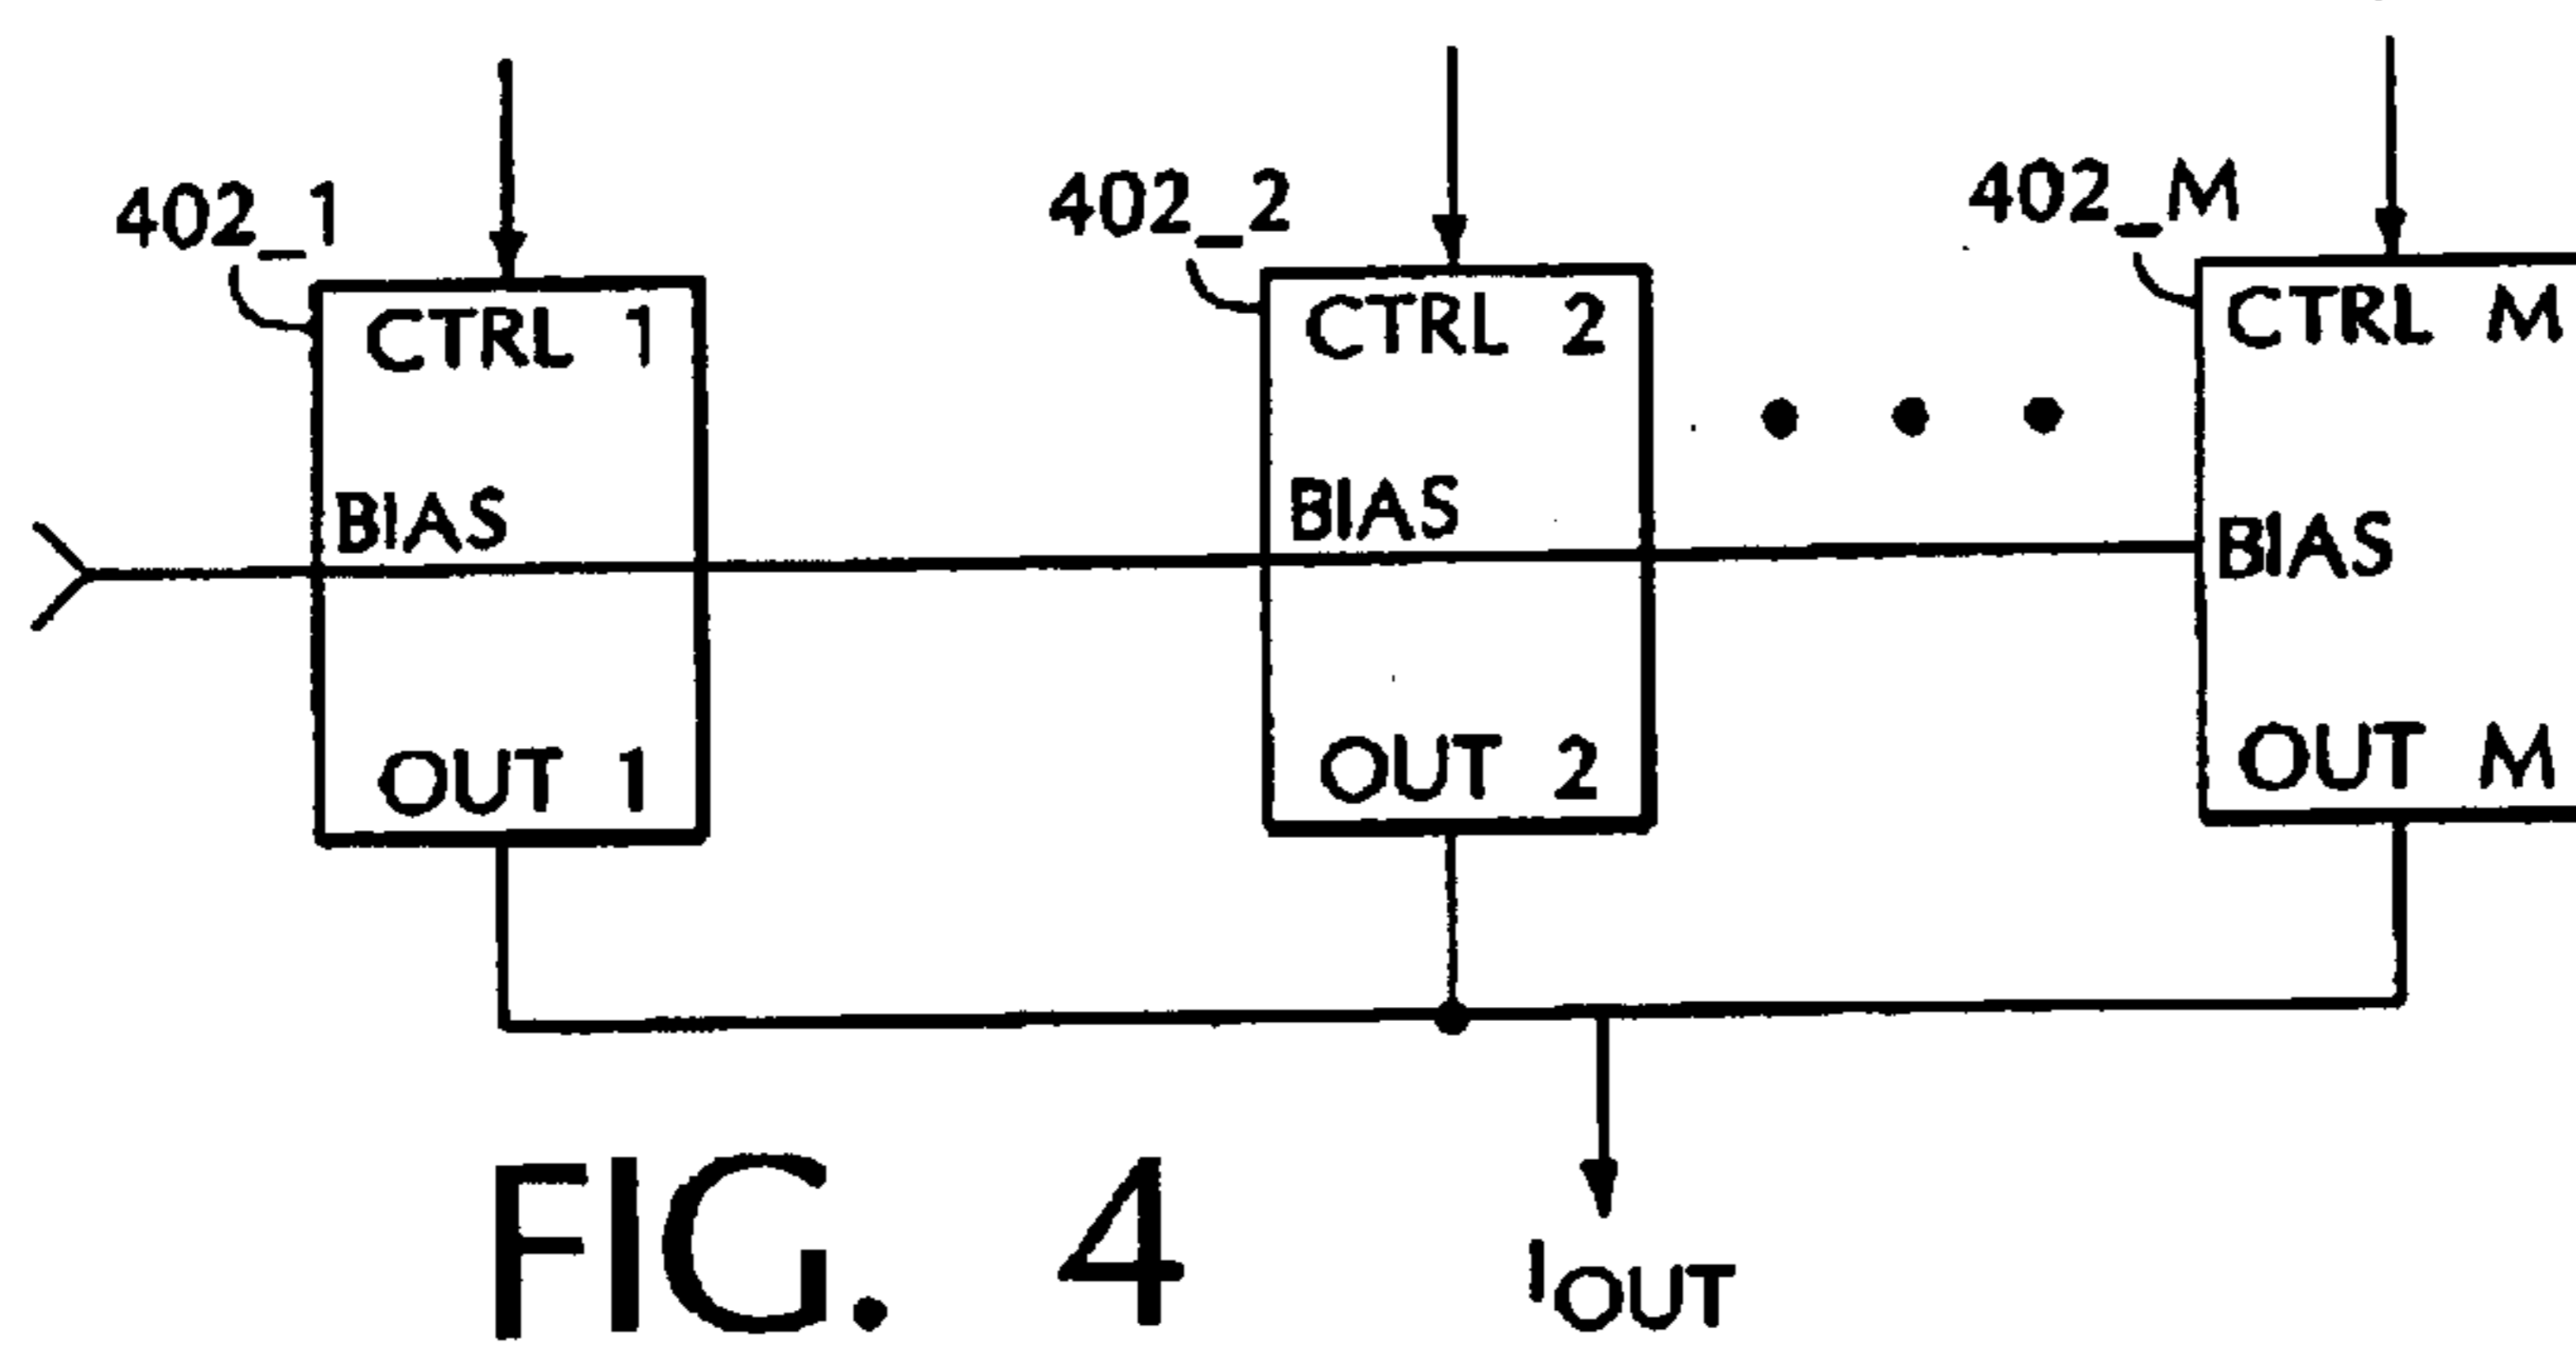 402_1
402_2
402_M
CTRL 1
CTRL 2
CTRL M
BIAS
BIAS
BIAS
OUT 1
OUT 2
OUT M
IOUT
FIG. 4